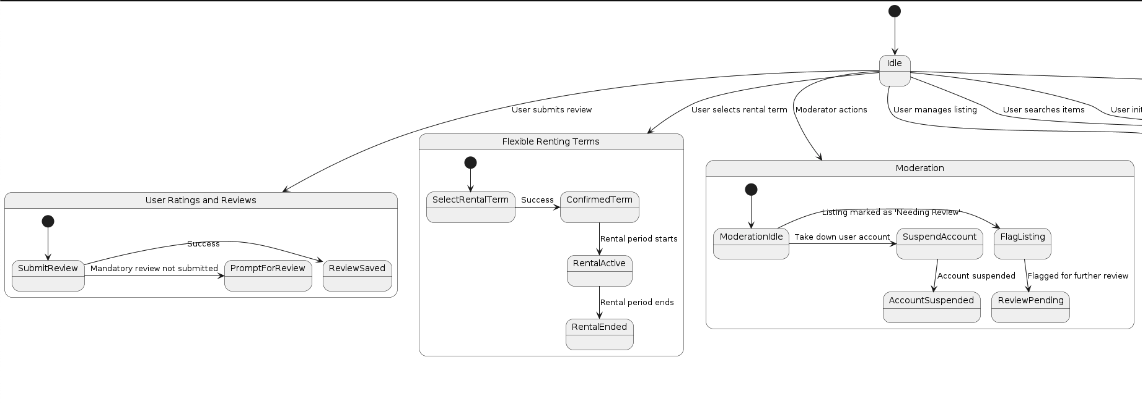 Idle
User submits review
User selects rental term
Moderator actions
User manages listing
User searches items
User init
Flexible Renting Terms
SelectRentalTerm
Success
ConfirmedTerm
Rental period starts
RentalActive
Rental period ends
RentalEnded
Moderation
Listing marked as 'Needing Review'
ModerationIdle
Take down user account
SuspendAccount
FlagListing
Account suspended
Flagged for further review
AccountSuspended
ReviewPending
User Ratings and Reviews
Success
SubmitReview
Mandatory review not submitted
PromptForReview
ReviewSaved